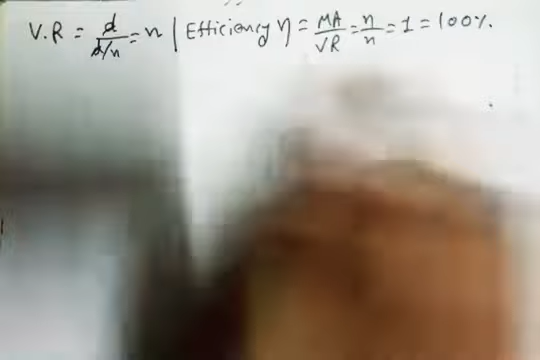 V.R = d/d/n = n | Efficiency η = MA/VR = n/n = 1 = 100%.